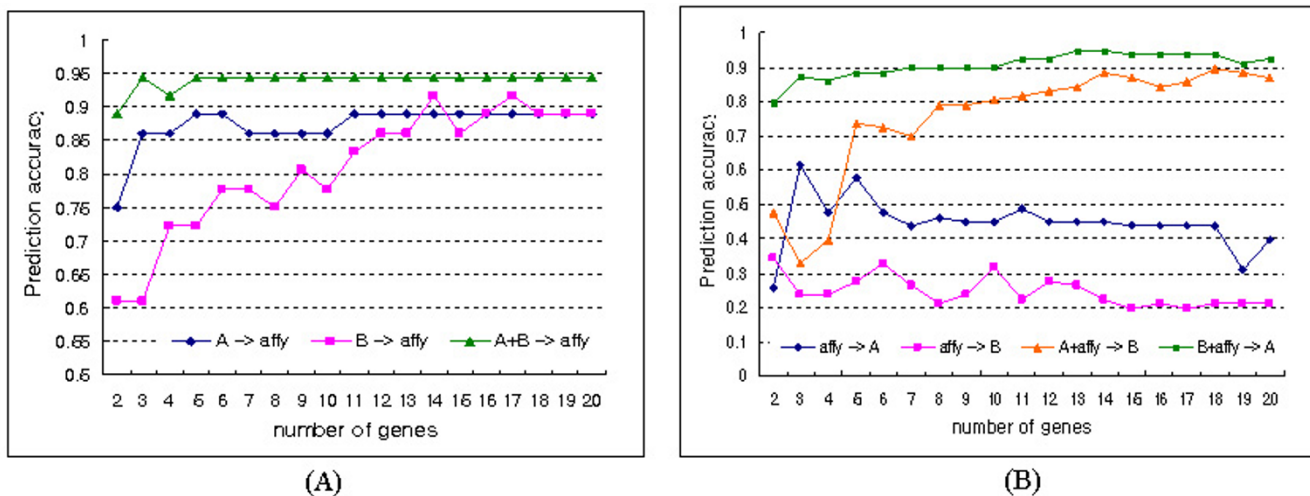 Prediction accuracy
1
0.95
0.9
0.85
0.8
0.75
0.7
0.65
0.6
0.55
0.5
A -> affy B -> affy A+B -> affy
2 3 4 5 6 7 8 9 10 11 12 13 14 15 16 17 18 19 20
number of genes
(A)
Prediction accuracy
1
0.9
0.8
0.7
0.6
0.5
0.4
0.3
0.2
0.1
0
affy -> A affy -> B A+affy -> B B+affy -> A
2 3 4 5 6 7 8 9 10 11 12 13 14 15 16 17 18 19 20
number of genes
(B)